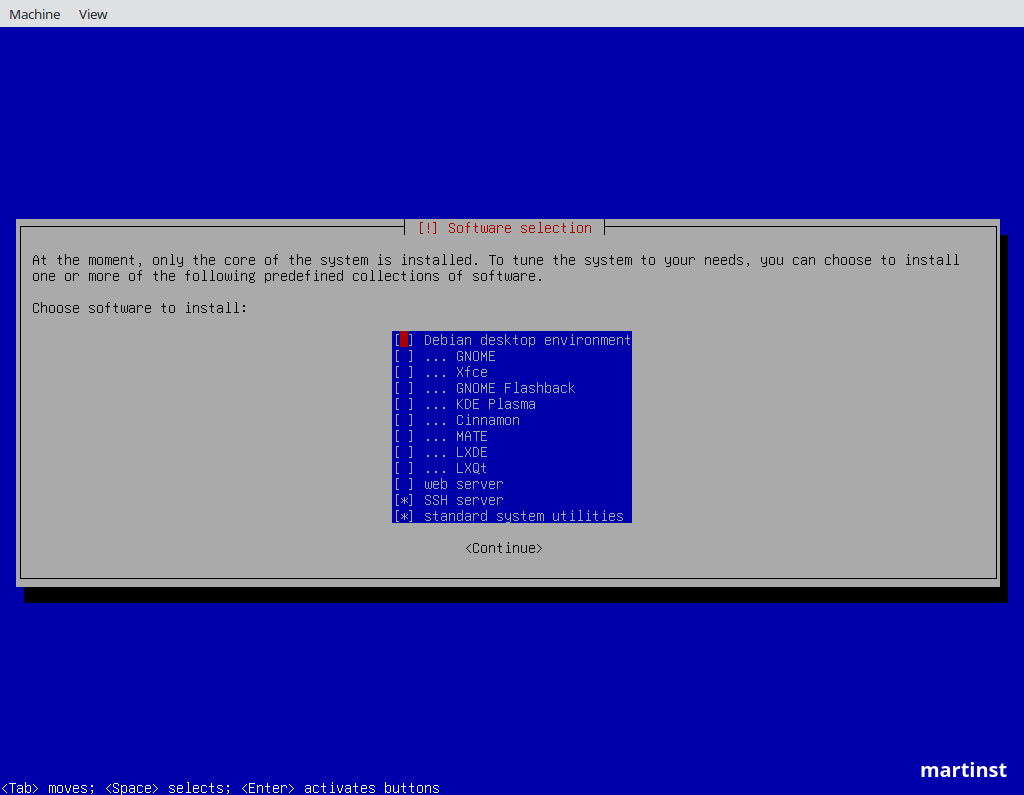 Machine View
[!] Software selection
At the moment, only the core of the system is installed. To tune the system to your needs, you can choose to install
one or more of the following predefined collections of software.
Choose software to install:
[ ] Debian desktop environment
[ ] ... GNOME
[ ] ... Xfce
[ ] ... GNOME Flashback
[ ] ... KDE Plasma
[ ] ... Cinnamon
[ ] ... MATE
[ ] ... LXDE
[ ] ... LXQt
[ ] web server
[*] SSH server
[*] standard system utilities
<Continue>
martinst
<Tab> moves; <Space> selects; <Enter> activates buttons